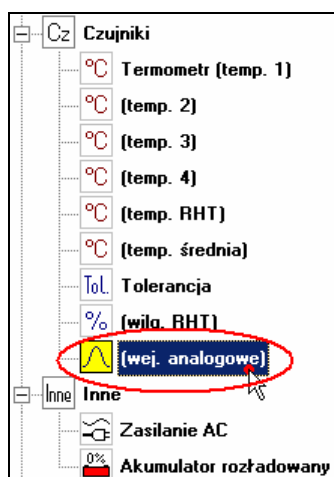 Cz Czujniki
°C Termometr (temp. 1)
°C (temp. 2)
°C (temp. 3)
°C (temp. 4)
°C (temp. RHT)
°C (temp. średnia)
Tol. Tolerancja
% (wilg. RHT)
(wej. analogowe)
Inne Inne
Zasilanie AC
0% Akumulator rozładowany